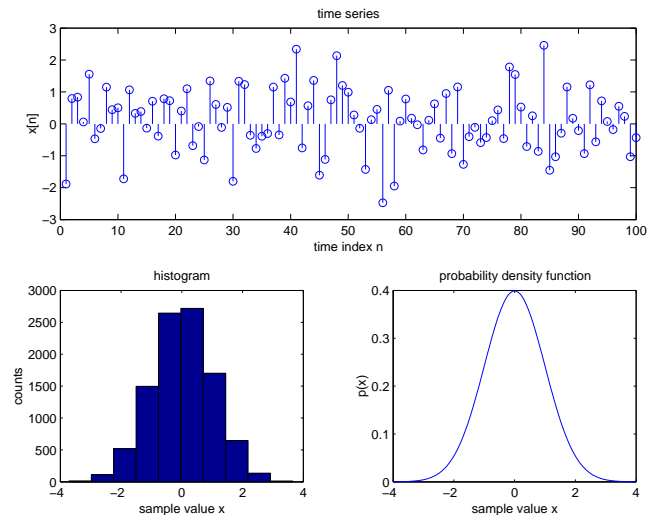 time series
3
2
1
0
−1
−2
−3
x[n]
0 10 20 30 40 50 60 70 80 90 100
time index n
histogram
3000
2500
2000
1500
1000
500
0
counts
−4 −2 0 2 4
sample value x
probability density function
0.4
0.3
0.2
0.1
0
p(x)
−4 −2 0 2 4
sample value x